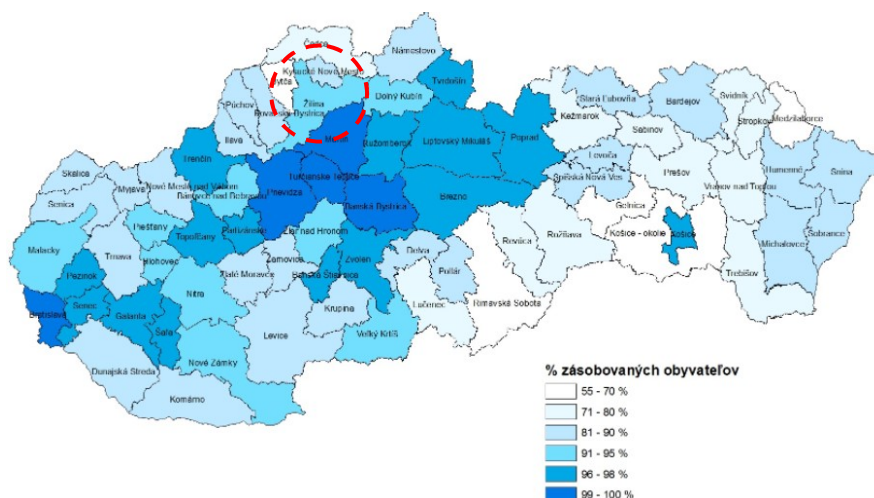 Čadca
Námestovo
Kysucké Nové Mesto
Bytča
Tvrdošín
Dolný Kubín
Žilina
Púchov
Považská Bystrica
Ilava
Martin
Ružomberok
Liptovský Mikuláš
Poprad
Kežmarok
Stará Ľubovňa
Bardejov
Svidník
Stropkov
Medzilaborce
Sabinov
Levoča
Prešov
Humenné
Snina
Spišská Nová Ves
Gelnica
Vranov nad Topľou
Trenčín
Turčianske Teplice
Prievidza
Banská Bystrica
Brezno
Skalica
Senica
Myjava
Nové Mesto nad Váhom
Bánovce nad Bebravou
Košice - okolie
Košice
Michalovce
Sobrance
Rožňava
Revúca
Trebišov
Piešťany
Topoľčany
Partizánske
Žiar nad Hronom
Malacky
Trnava
Hlohovec
Zlaté Moravce
Žarnovica
Banská Štiavnica
Zvolen
Detva
Poltár
Pezinok
Nitra
Krupina
Lučenec
Rimavská Sobota
Bratislava
Senec
Galanta
Šaľa
Levice
Veľký Krtíš
Nové Zámky
Dunajská Streda
Komárno
% zásobovaných obyvateľov
55 - 70 %
71 - 80 %
81 - 90 %
91 - 95 %
96 - 98 %
99 - 100 %